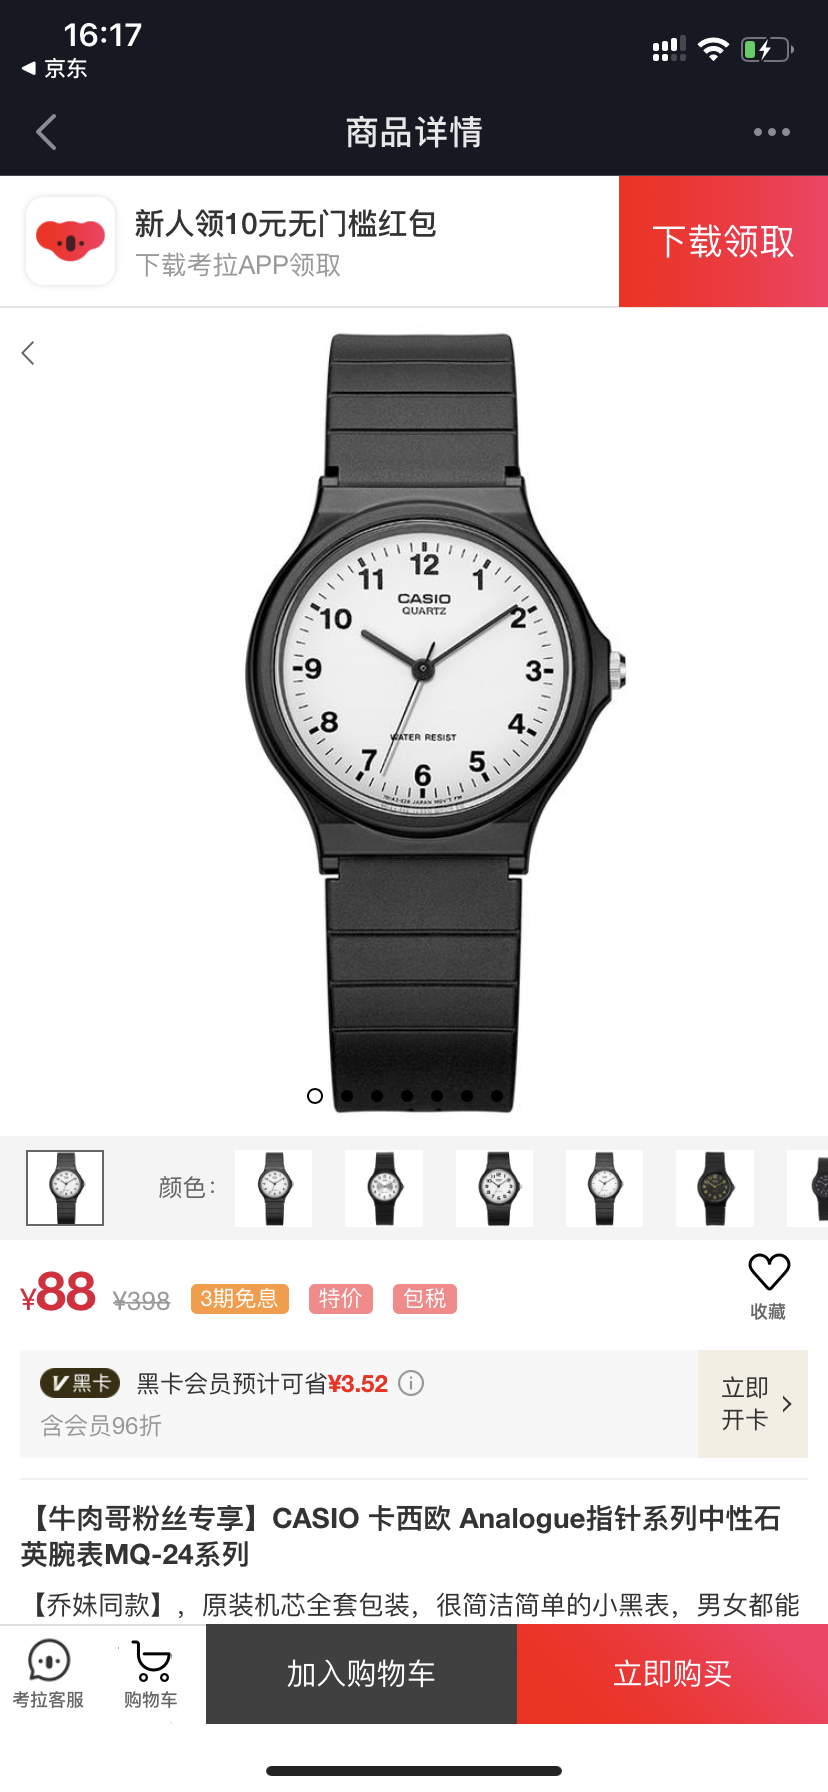 16:17
◀ 京东
商品详情
新人领10元无门槛红包
下载考拉APP领取
下载领取
12
11
1
CASIO
QUARTZ
10
2
9
3
8
4
WATER RESIST
7
5
6
颜色：
¥88
¥398
3期免息
特价
包税
收藏
V黑卡
黑卡会员预计可省¥3.52
含会员96折
立即
开卡
【牛肉哥粉丝专享】CASIO 卡西欧 Analogue指针系列中性石
英腕表MQ-24系列
【乔妹同款】，原装机芯全套包装，很简洁简单的小黑表，男女都能
考拉客服
购物车
加入购物车
立即购买